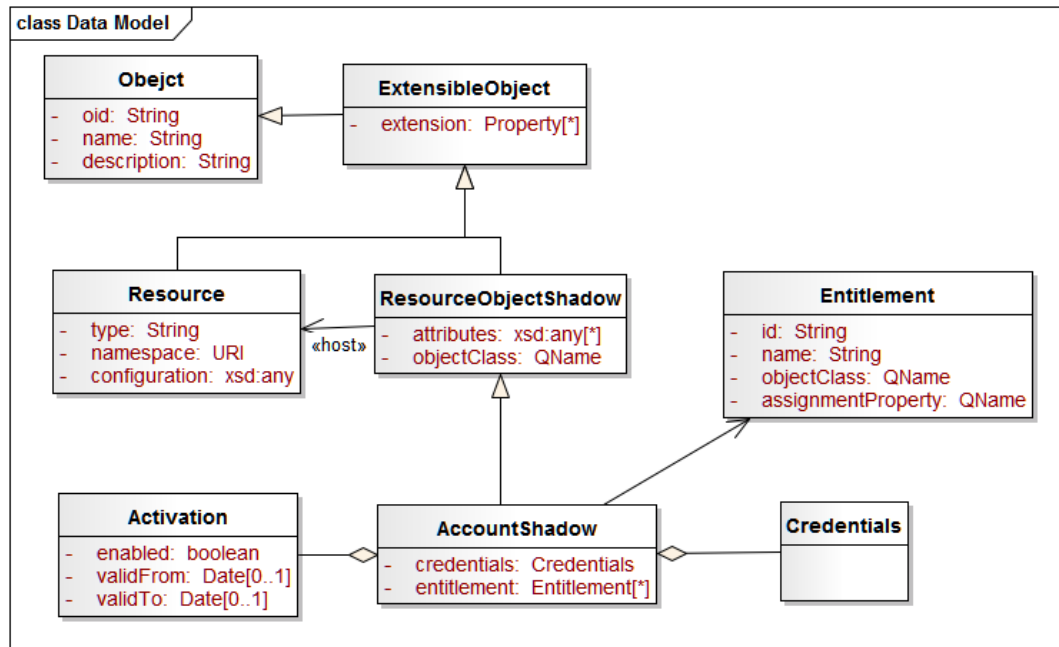 class Data Model
Obejct
- oid: String
- name: String
- description: String
ExtensibleObject
- extension: Property[*]
Resource
- type: String
- namespace: URI
- configuration: xsd:any
«host»
ResourceObjectShadow
- attributes: xsd:any[*]
- objectClass: QName
Entitlement
- id: String
- name: String
- objectClass: QName
- assignmentProperty: QName
Activation
- enabled: boolean
- validFrom: Date[0..1]
- validTo: Date[0..1]
AccountShadow
- credentials: Credentials
- entitlement: Entitlement[*]
Credentials